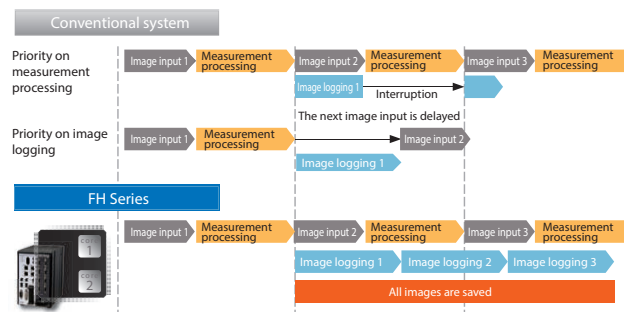 Conventional system
Priority on
measurement
processing
Image input 1
Measurement
processing
Image input 2
Measurement
processing
Image input 3
Measurement
processing
Image logging 1
Interruption
The next image input is delayed
Priority on image
logging
Image input 1
Measurement
processing
Image input 2
Image logging 1
FH Series
Image input 1
Measurement
processing
Image input 2
Measurement
processing
Image input 3
Measurement
processing
core
1
core
2
Image logging 1
Image logging 2
Image logging 3
All images are saved